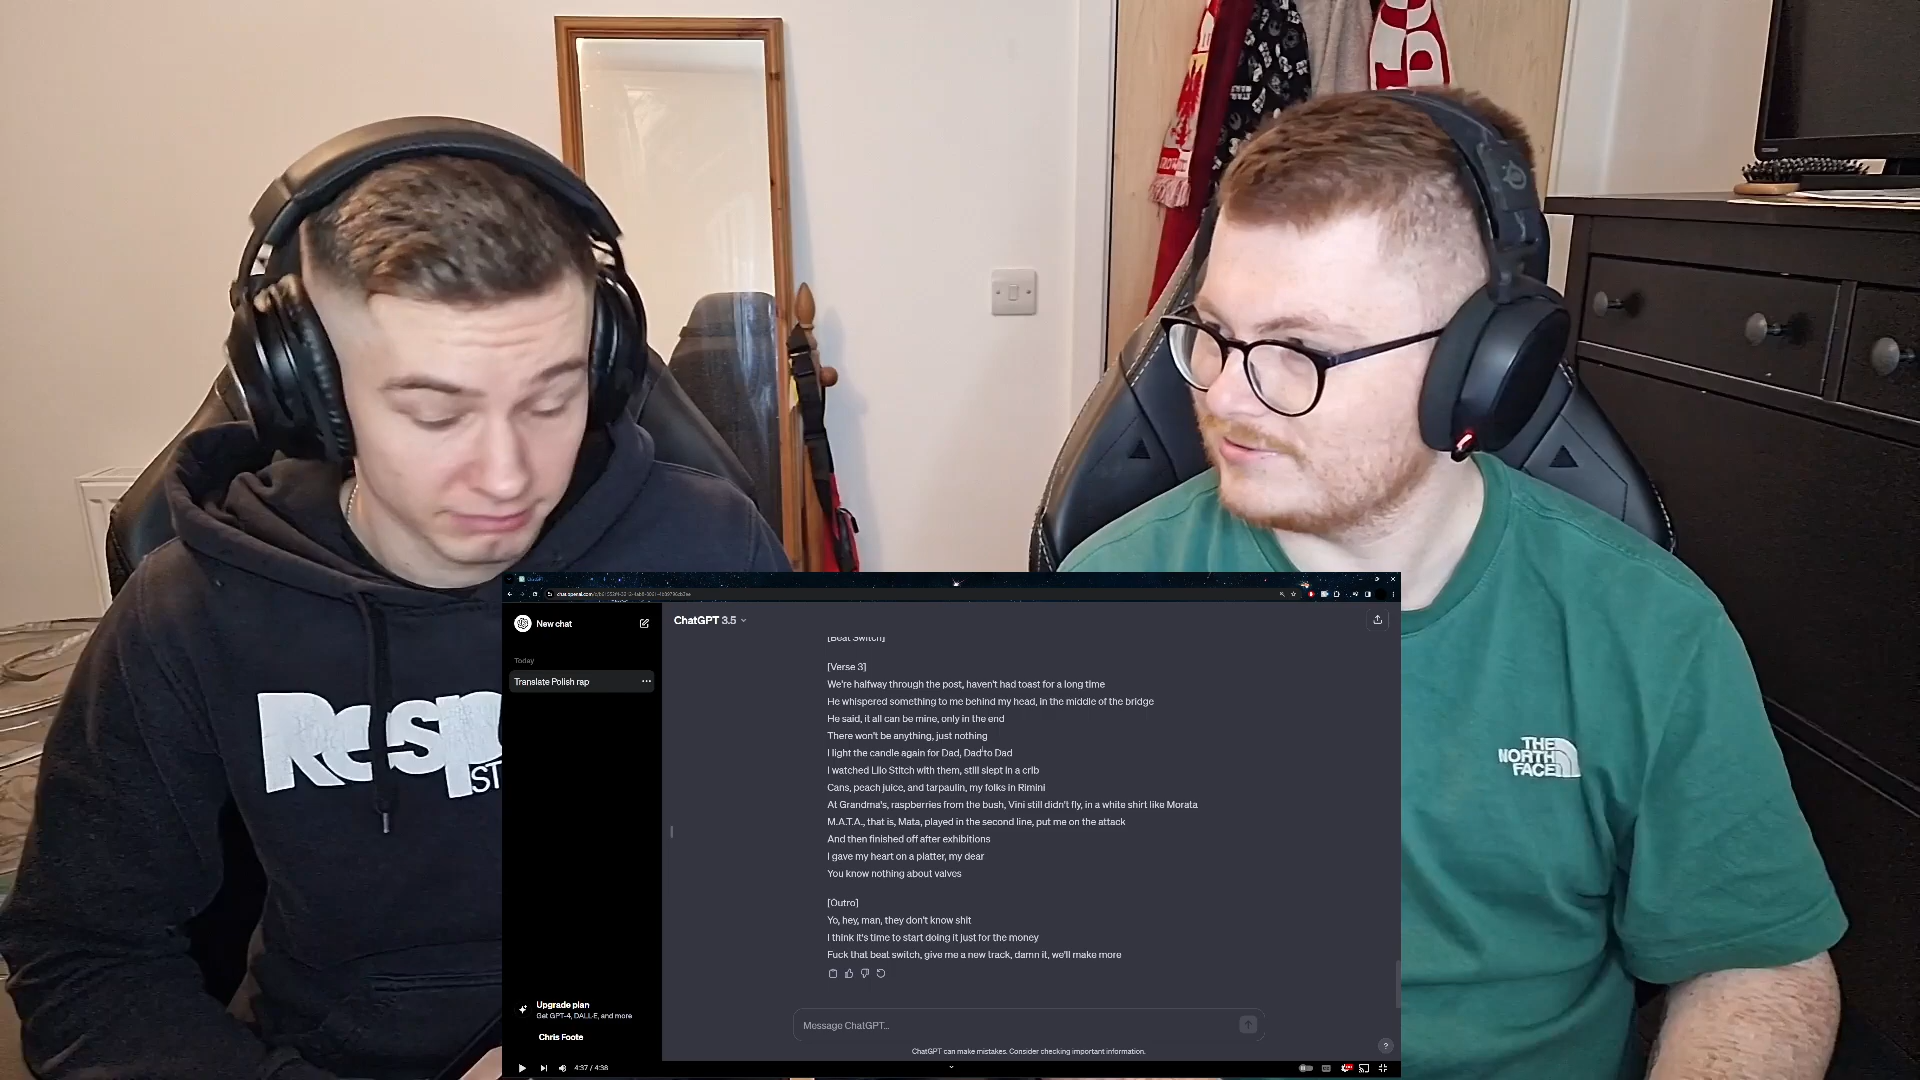 THE
NORTH
FACE
New chat
Today
Translate Polish rap
ChatGPT 3.5
[Beat Switch]
[Verse 3]
We're halfway through the post, haven't had toast for a long time
He whispered something to me behind my head, in the middle of the bridge
He said, it all can be mine, only in the end
There won't be anything, just nothing
I light the candle again for Dad, Dad to Dad
I watched Lilo Stitch with them, still slept in a crib
Cans, peach juice, and tarpaulin, my folks in Rimini
At Grandma's, raspberries from the bush, Vini still didn't fly, in a white shirt like Morata
M.A.T.A., that is, Mata, played in the second line, put me on the attack
And then finished off after exhibitions
I gave my heart on a platter, my dear
You know nothing about valves
[Outro]
Yo, hey, man, they don't know shit
I think it's time to start doing it just for the money
Fuck that beat switch, give me a new track, damn it, we'll make more
Upgrade plan
Get GPT-4, DALL·E, and more
Chris Foote
Message ChatGPT...
ChatGPT can make mistakes. Consider checking important information.
?
4:37 / 4:38